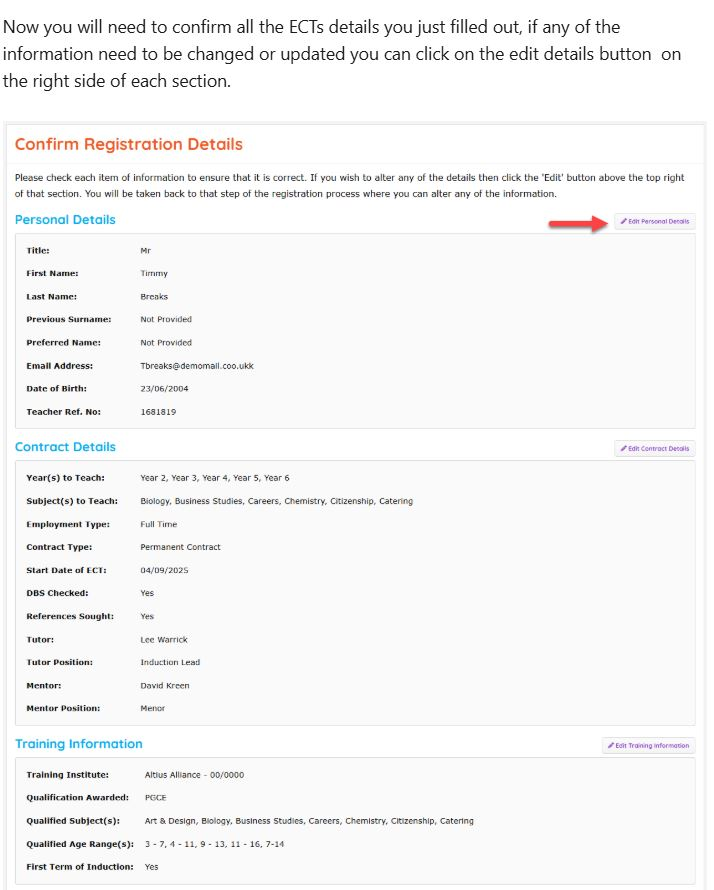 Now you will need to confirm all the ECTs details you just filled out, if any of the
information need to be changed or updated you can click on the edit details button  on
the right side of each section.
Confirm Registration Details
Please check each item of information to ensure that it is correct. If you wish to alter any of the details then click the 'Edit' button above the top right
of that section. You will be taken back to that step of the registration process where you can alter any of the information.
Personal Details
Edit Personal Details
Title: Mr
First Name: Timmy
Last Name: Breaks
Previous Surname: Not Provided
Preferred Name: Not Provided
Email Address: Tbreaks@demomail.coo.ukk
Date of Birth: 23/06/2004
Teacher Ref. No: 1681819
Contract Details
Edit Contract Details
Year(s) to Teach: Year 2, Year 3, Year 4, Year 5, Year 6
Subject(s) to Teach: Biology, Business Studies, Careers, Chemistry, Citizenship, Catering
Employment Type: Full Time
Contract Type: Permanent Contract
Start Date of ECT: 04/09/2025
DBS Checked: Yes
References Sought: Yes
Tutor: Lee Warrick
Tutor Position: Induction Lead
Mentor: David Kreen
Mentor Position: Menor
Training Information
Edit Training Information
Training Institute: Altius Alliance - 00/0000
Qualification Awarded: PGCE
Qualified Subject(s): Art & Design, Biology, Business Studies, Careers, Chemistry, Citizenship, Catering
Qualified Age Range(s): 3 - 7, 4 - 11, 9 - 13, 11 - 16, 7-14
First Term of Induction: Yes